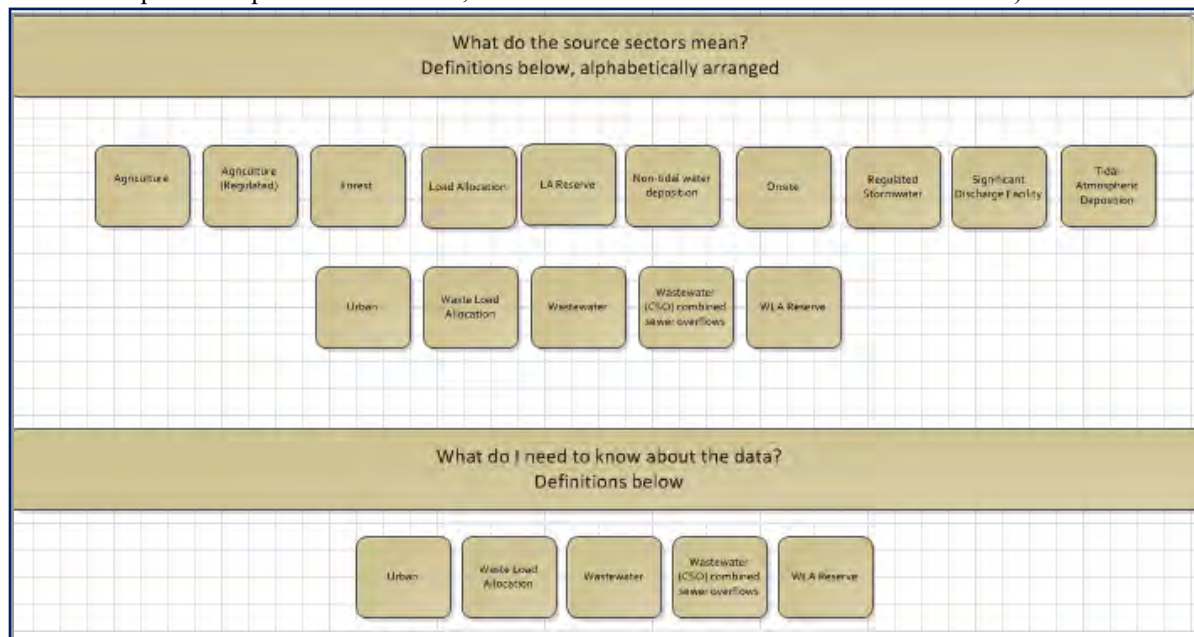 What do the source sectors mean?
Definitions below, alphabetically arranged
Agriculture
Agriculture
(Regulated)
Forest
Load Allocation
LA Reserve
Non-tidal water
deposition
Onsite
Regulated
Stormwater
Significant
Discharge Facility
Tidal
Atmospheric
Deposition
Urban
Waste Load
Allocation
Wastewater
Wastewater
(CSO) combined
sewer overflows
WLA Reserve
What do I need to know about the data?
Definitions below
Urban
Waste Load
Allocation
Wastewater
Wastewater
(CSO) combined
sewer overflows
WLA Reserve